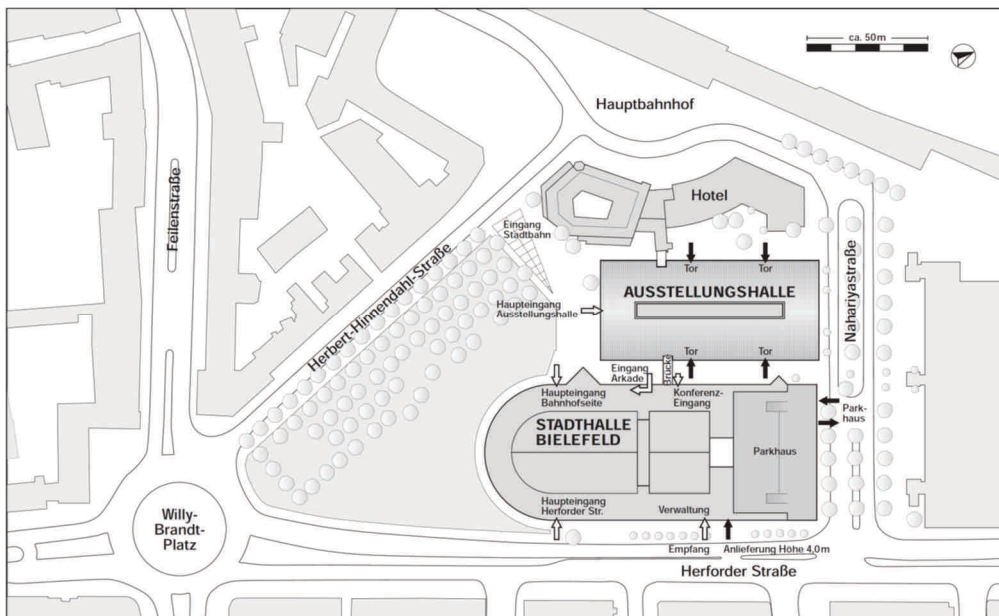 ca. 50m
Hauptbahnhof
Hotel
Feilenstraße
Eingang
Stadtbahn
Herbert-Hinnendahl-Straße
Nahariyastraße
Tor
Tor
AUSSTELLUNGSHALLE
Haupteingang
Ausstellungshalle
Tor
Tor
Brücke
Eingang
Arkade
Haupteingang
Bahnhofseite
Konferenz-
Eingang
Park-
haus
STADTHALLE
BIELEFELD
Parkhaus
Haupteingang
Herforder Str.
Verwaltung
Willy-
Brandt-
Platz
Empfang
Anlieferung Höhe 4,0m
Herforder Straße